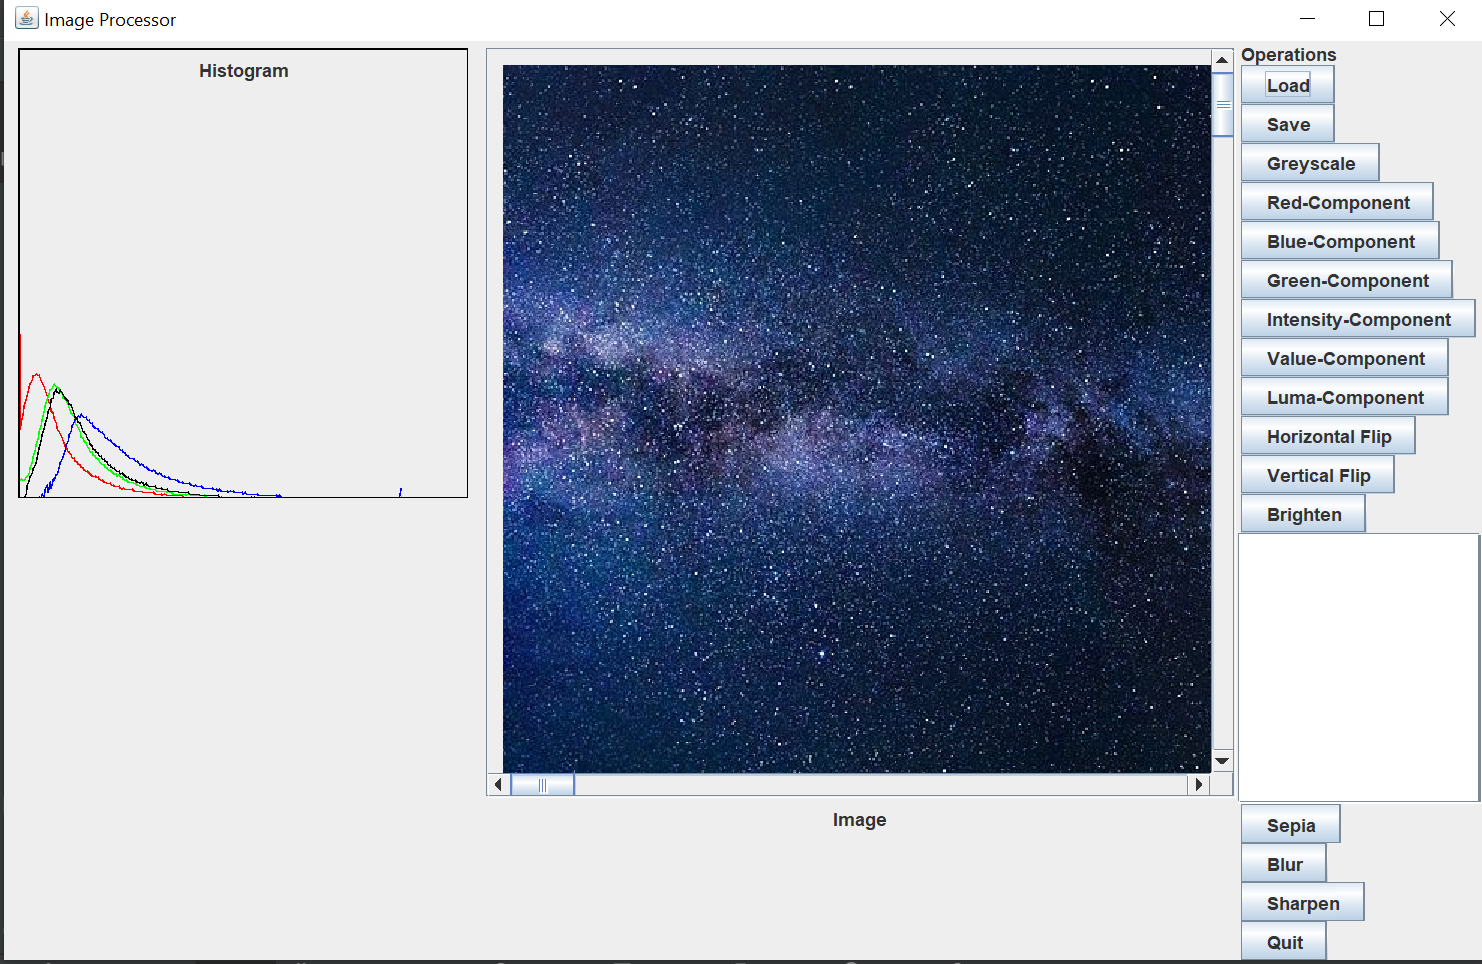 Image Processor
Histogram
Image
Operations
Load
Save
Greyscale
Red-Component
Blue-Component
Green-Component
Intensity-Component
Value-Component
Luma-Component
Horizontal Flip
Vertical Flip
Brighten
Sepia
Blur
Sharpen
Quit